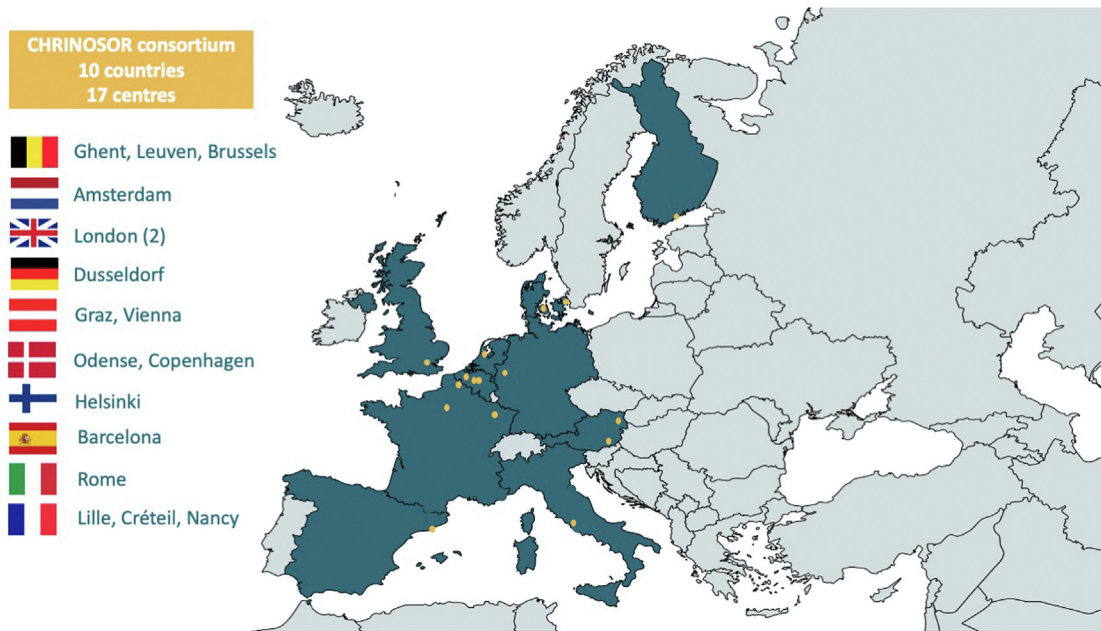 CHRINOSOR consortium
10 countries
17 centres
Ghent, Leuven, Brussels
Amsterdam
London (2)
Dusseldorf
Graz, Vienna
Odense, Copenhagen
Helsinki
Barcelona
Rome
Lille, Créteil, Nancy